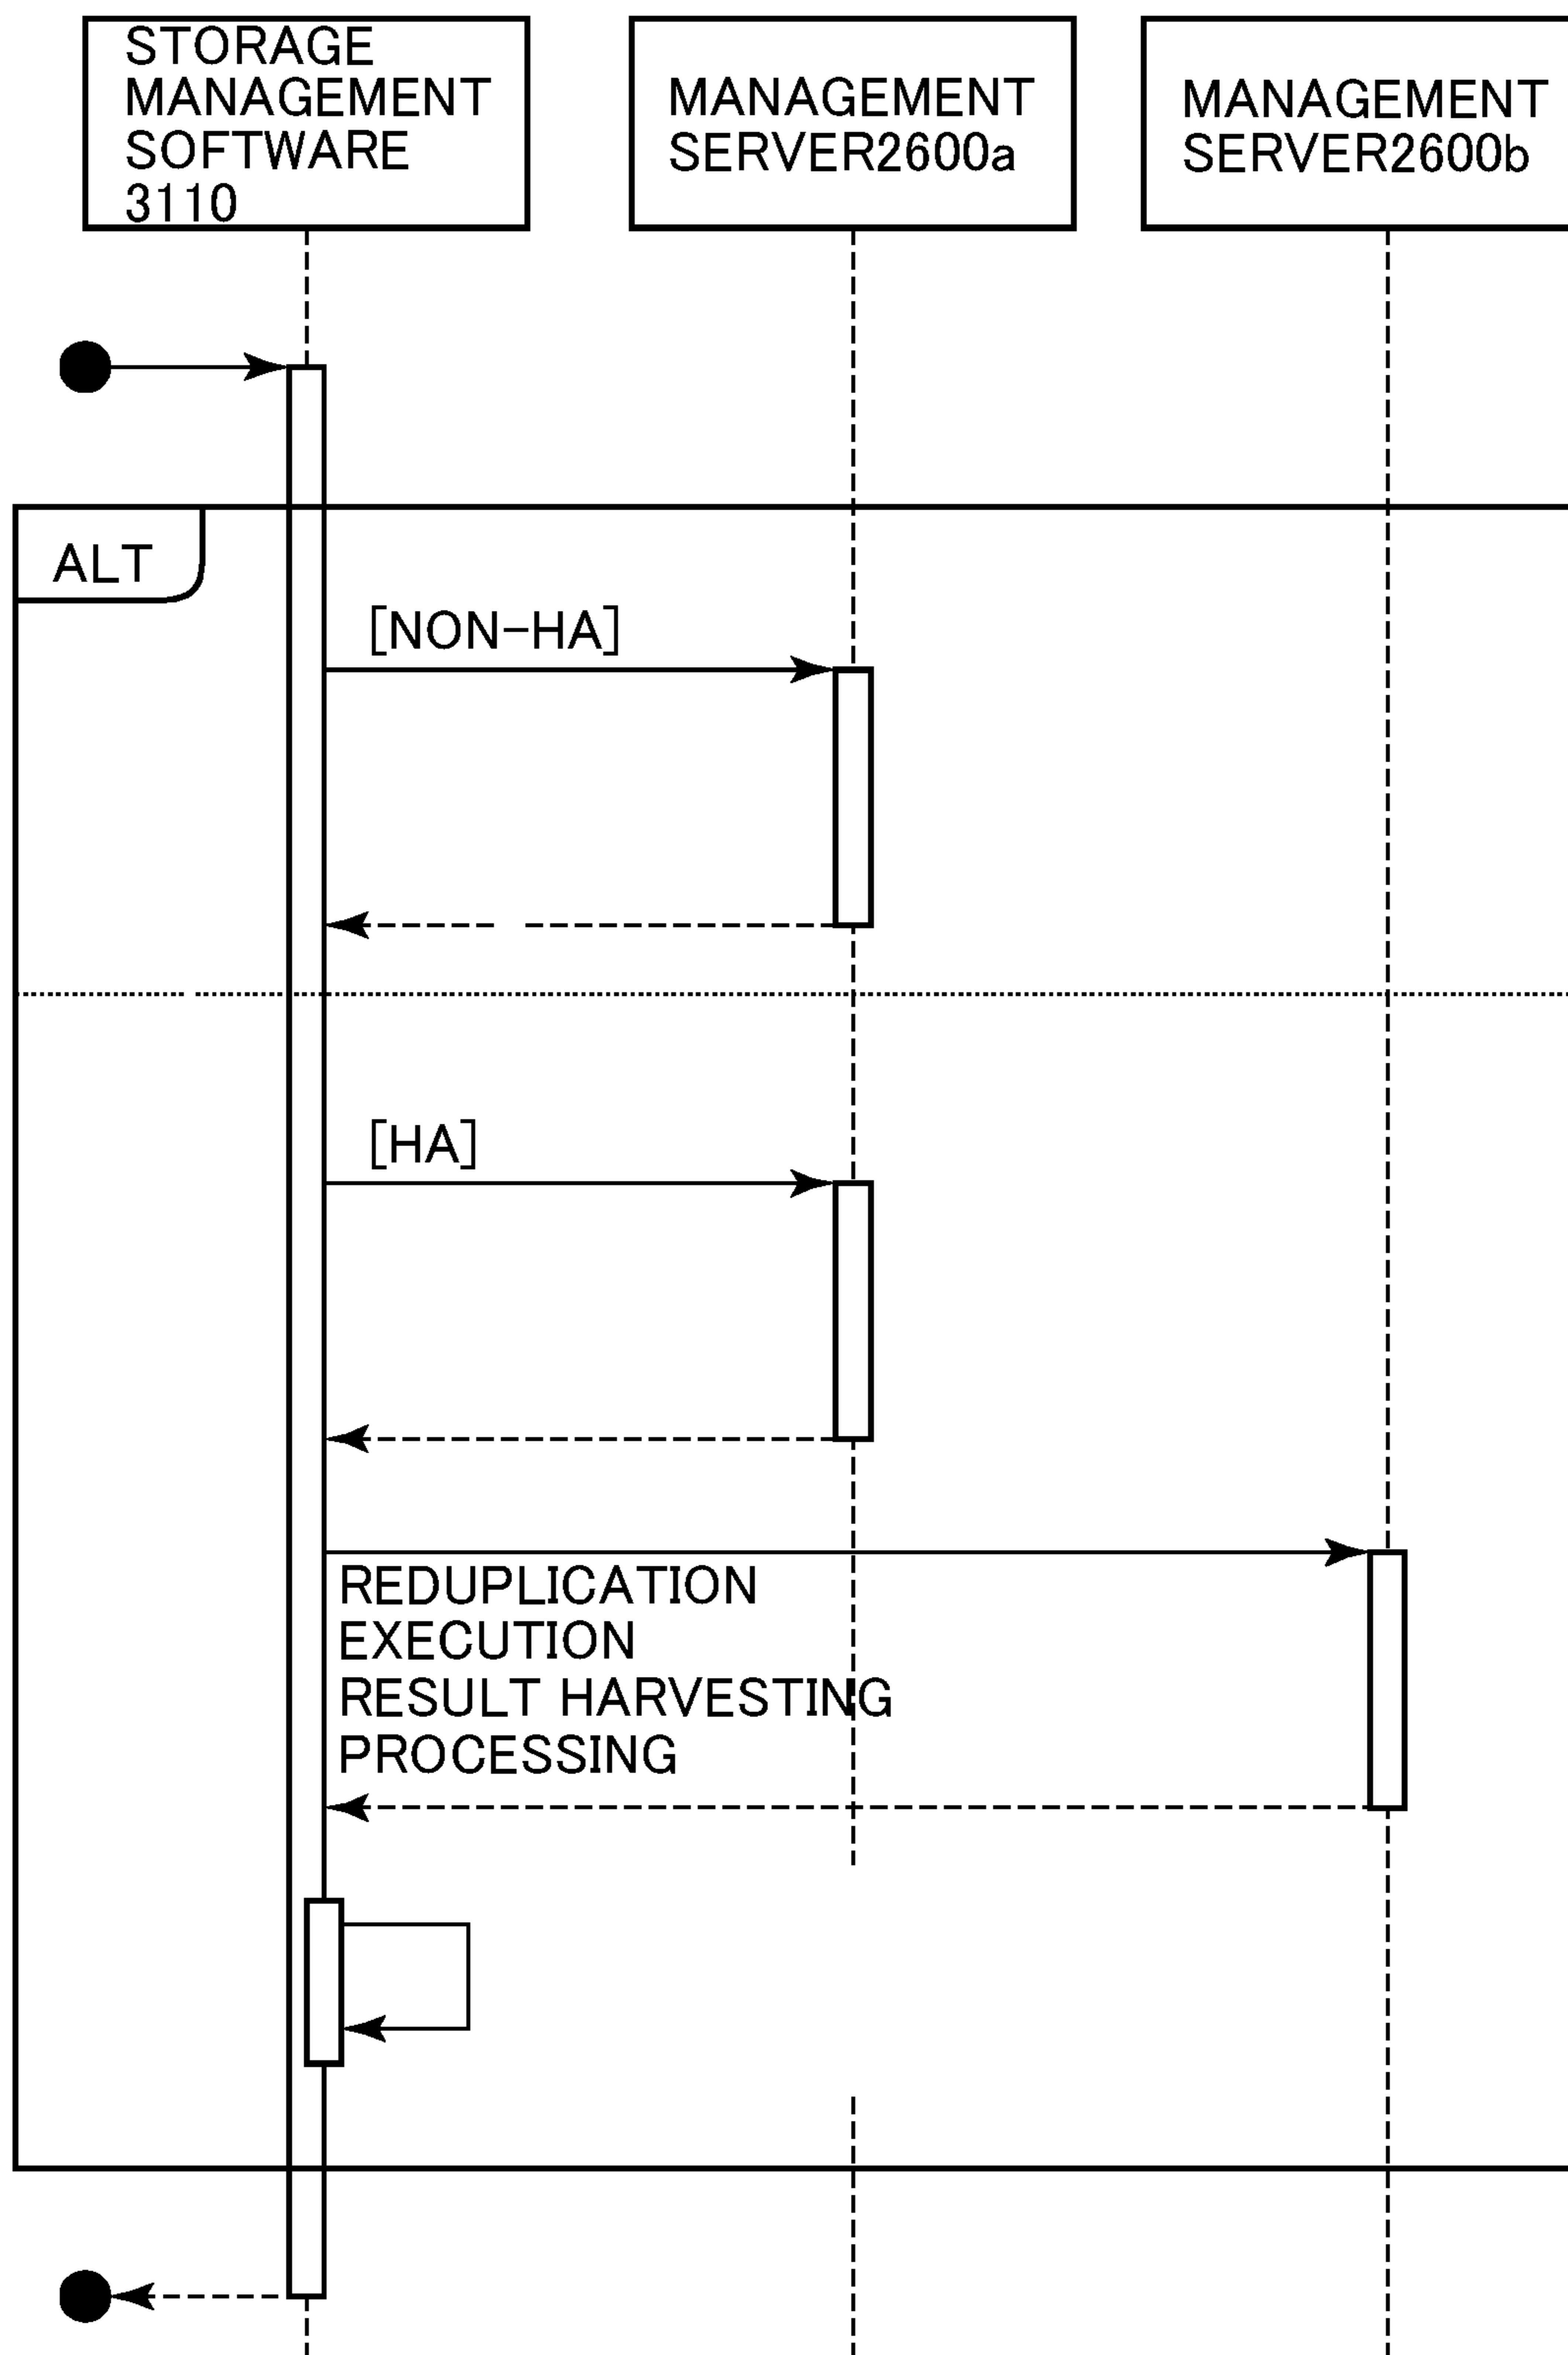 STORAGE
MANAGEMENT
SOFTWARE
3110
MANAGEMENT
SERVER2600a
MANAGEMENT
SERVER2600b
ALT
[NON-HA]
[HA]
REDUPLICATION
EXECUTION
RESULT HARVESTING
PROCESSING